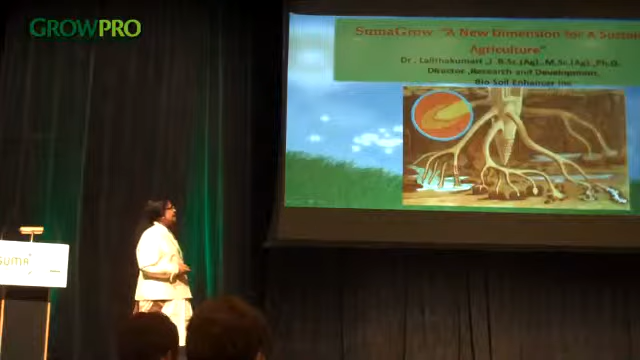 GROWPRO
SumaGrow "A New Dimension for A Sustai
Agriculture"
Dr. Lalithakumari .J B.Sc.(Ag)., M.Sc.(Ag)., Ph.D.
Director ,Research and Development,
Bio Soil Enhancer Inc